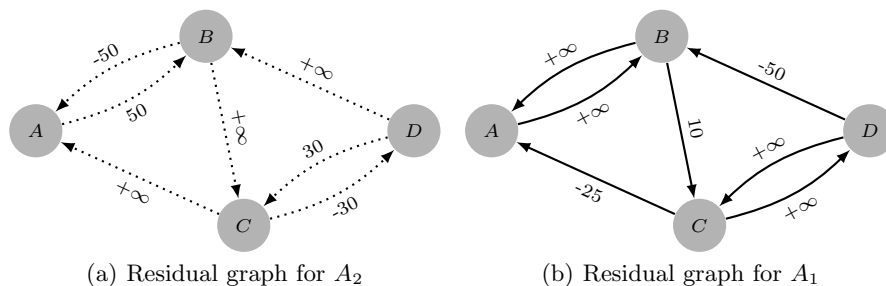 B
-50
50
+∞
+∞
A
D
30
-30
+∞
C
(a) Residual graph for A2
B
+∞
+∞
-50
10
A
D
+∞
+∞
-25
C
(b) Residual graph for A1